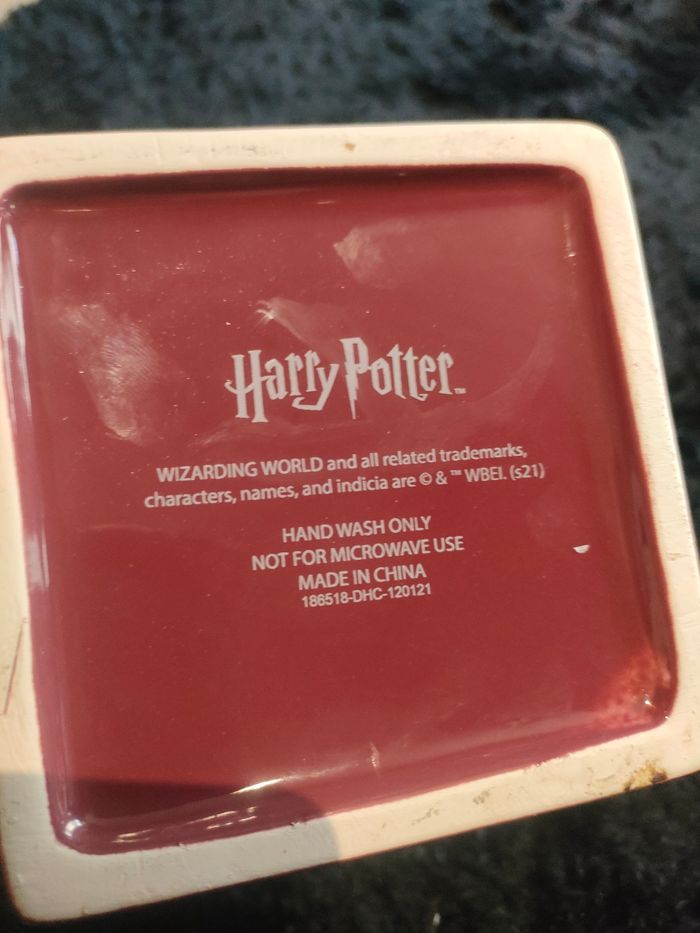 Harry Potter™
WIZARDING WORLD and all related trademarks,
characters, names, and indicia are © & ™ WBEI. (s21)
HAND WASH ONLY
NOT FOR MICROWAVE USE
MADE IN CHINA
186518-DHC-120121